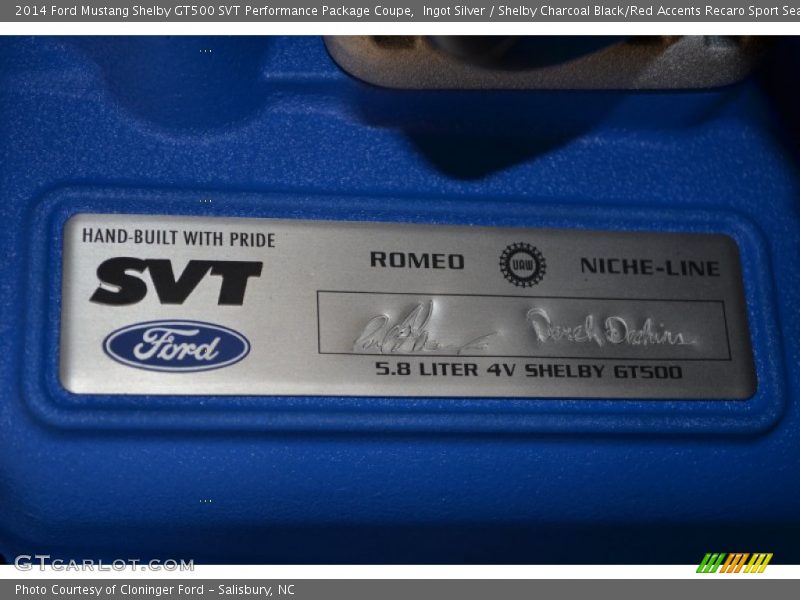 2014 Ford Mustang Shelby GT500 SVT Performance Package Coupe,  Ingot Silver / Shelby Charcoal Black/Red Accents Recaro Sport Sea
HAND-BUILT WITH PRIDE
SVT
Ford
ROMEO UAW NICHE-LINE
Derek Deskins
5.8 LITER 4V SHELBY GT500
GTCARLOT.COM
Photo Courtesy of Cloninger Ford – Salisbury, NC